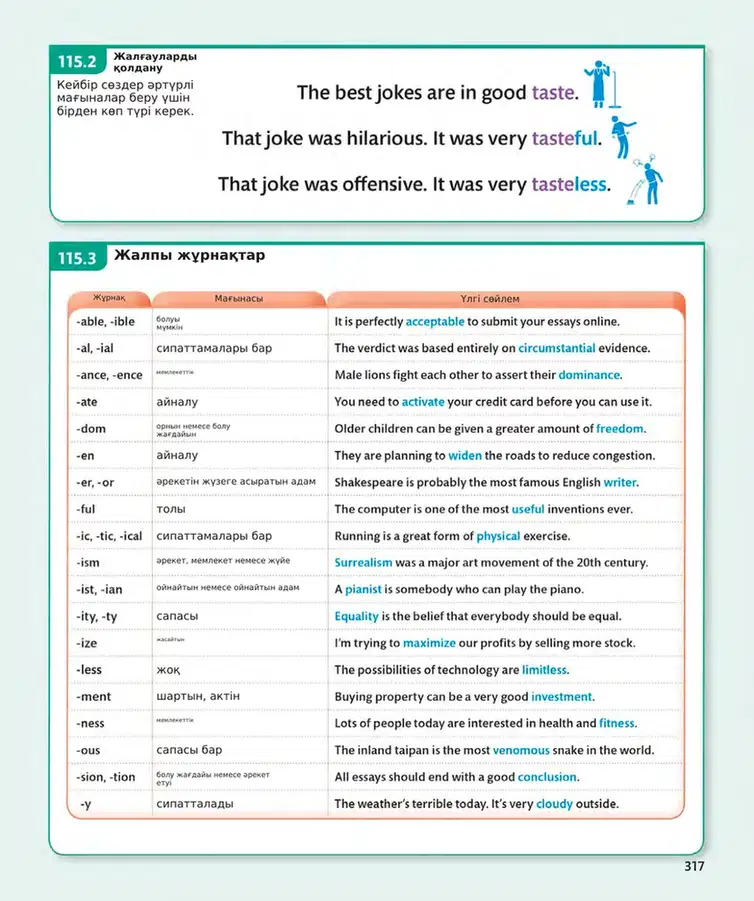 115.2 Жалғауларды
қолдану
Кейбір сөздер әртүрлі
мағыналар беру үшін
бірден көп түрі керек.
The best jokes are in good taste.
That joke was hilarious. It was very tasteful.
That joke was offensive. It was very tasteless.
115.3 Жалпы жұрнақтар
Жұрнақ Мағынасы Үлгі сөйлем
-able, -ible болуы мүмкін It is perfectly acceptable to submit your essays online.
-al, -ial сипаттамалары бар The verdict was based entirely on circumstantial evidence.
-ance, -ence мемлекеттік Male lions fight each other to assert their dominance.
-ate айналу You need to activate your credit card before you can use it.
-dom орнын немесе болу жағдайын Older children can be given a greater amount of freedom.
-en айналу They are planning to widen the roads to reduce congestion.
-er, -or әрекетін жүзеге асыратын адам Shakespeare is probably the most famous English writer.
-ful толы The computer is one of the most useful inventions ever.
-ic, -tic, -ical сипаттамалары бар Running is a great form of physical exercise.
-ism әрекет, мемлекет немесе жүйе Surrealism was a major art movement of the 20th century.
-ist, -ian ойнайтын немесе ойнайтын адам A pianist is somebody who can play the piano.
-ity, -ty сапасы Equality is the belief that everybody should be equal.
-ize жасайтын I'm trying to maximize our profits by selling more stock.
-less жоқ The possibilities of technology are limitless.
-ment шартын, актін Buying property can be a very good investment.
-ness мемлекеттік Lots of people today are interested in health and fitness.
-ous сапасы бар The inland taipan is the most venomous snake in the world.
-sion, -tion болу жағдайы немесе әрекет етуі All essays should end with a good conclusion.
-y сипатталады The weather's terrible today. It's very cloudy outside.
317